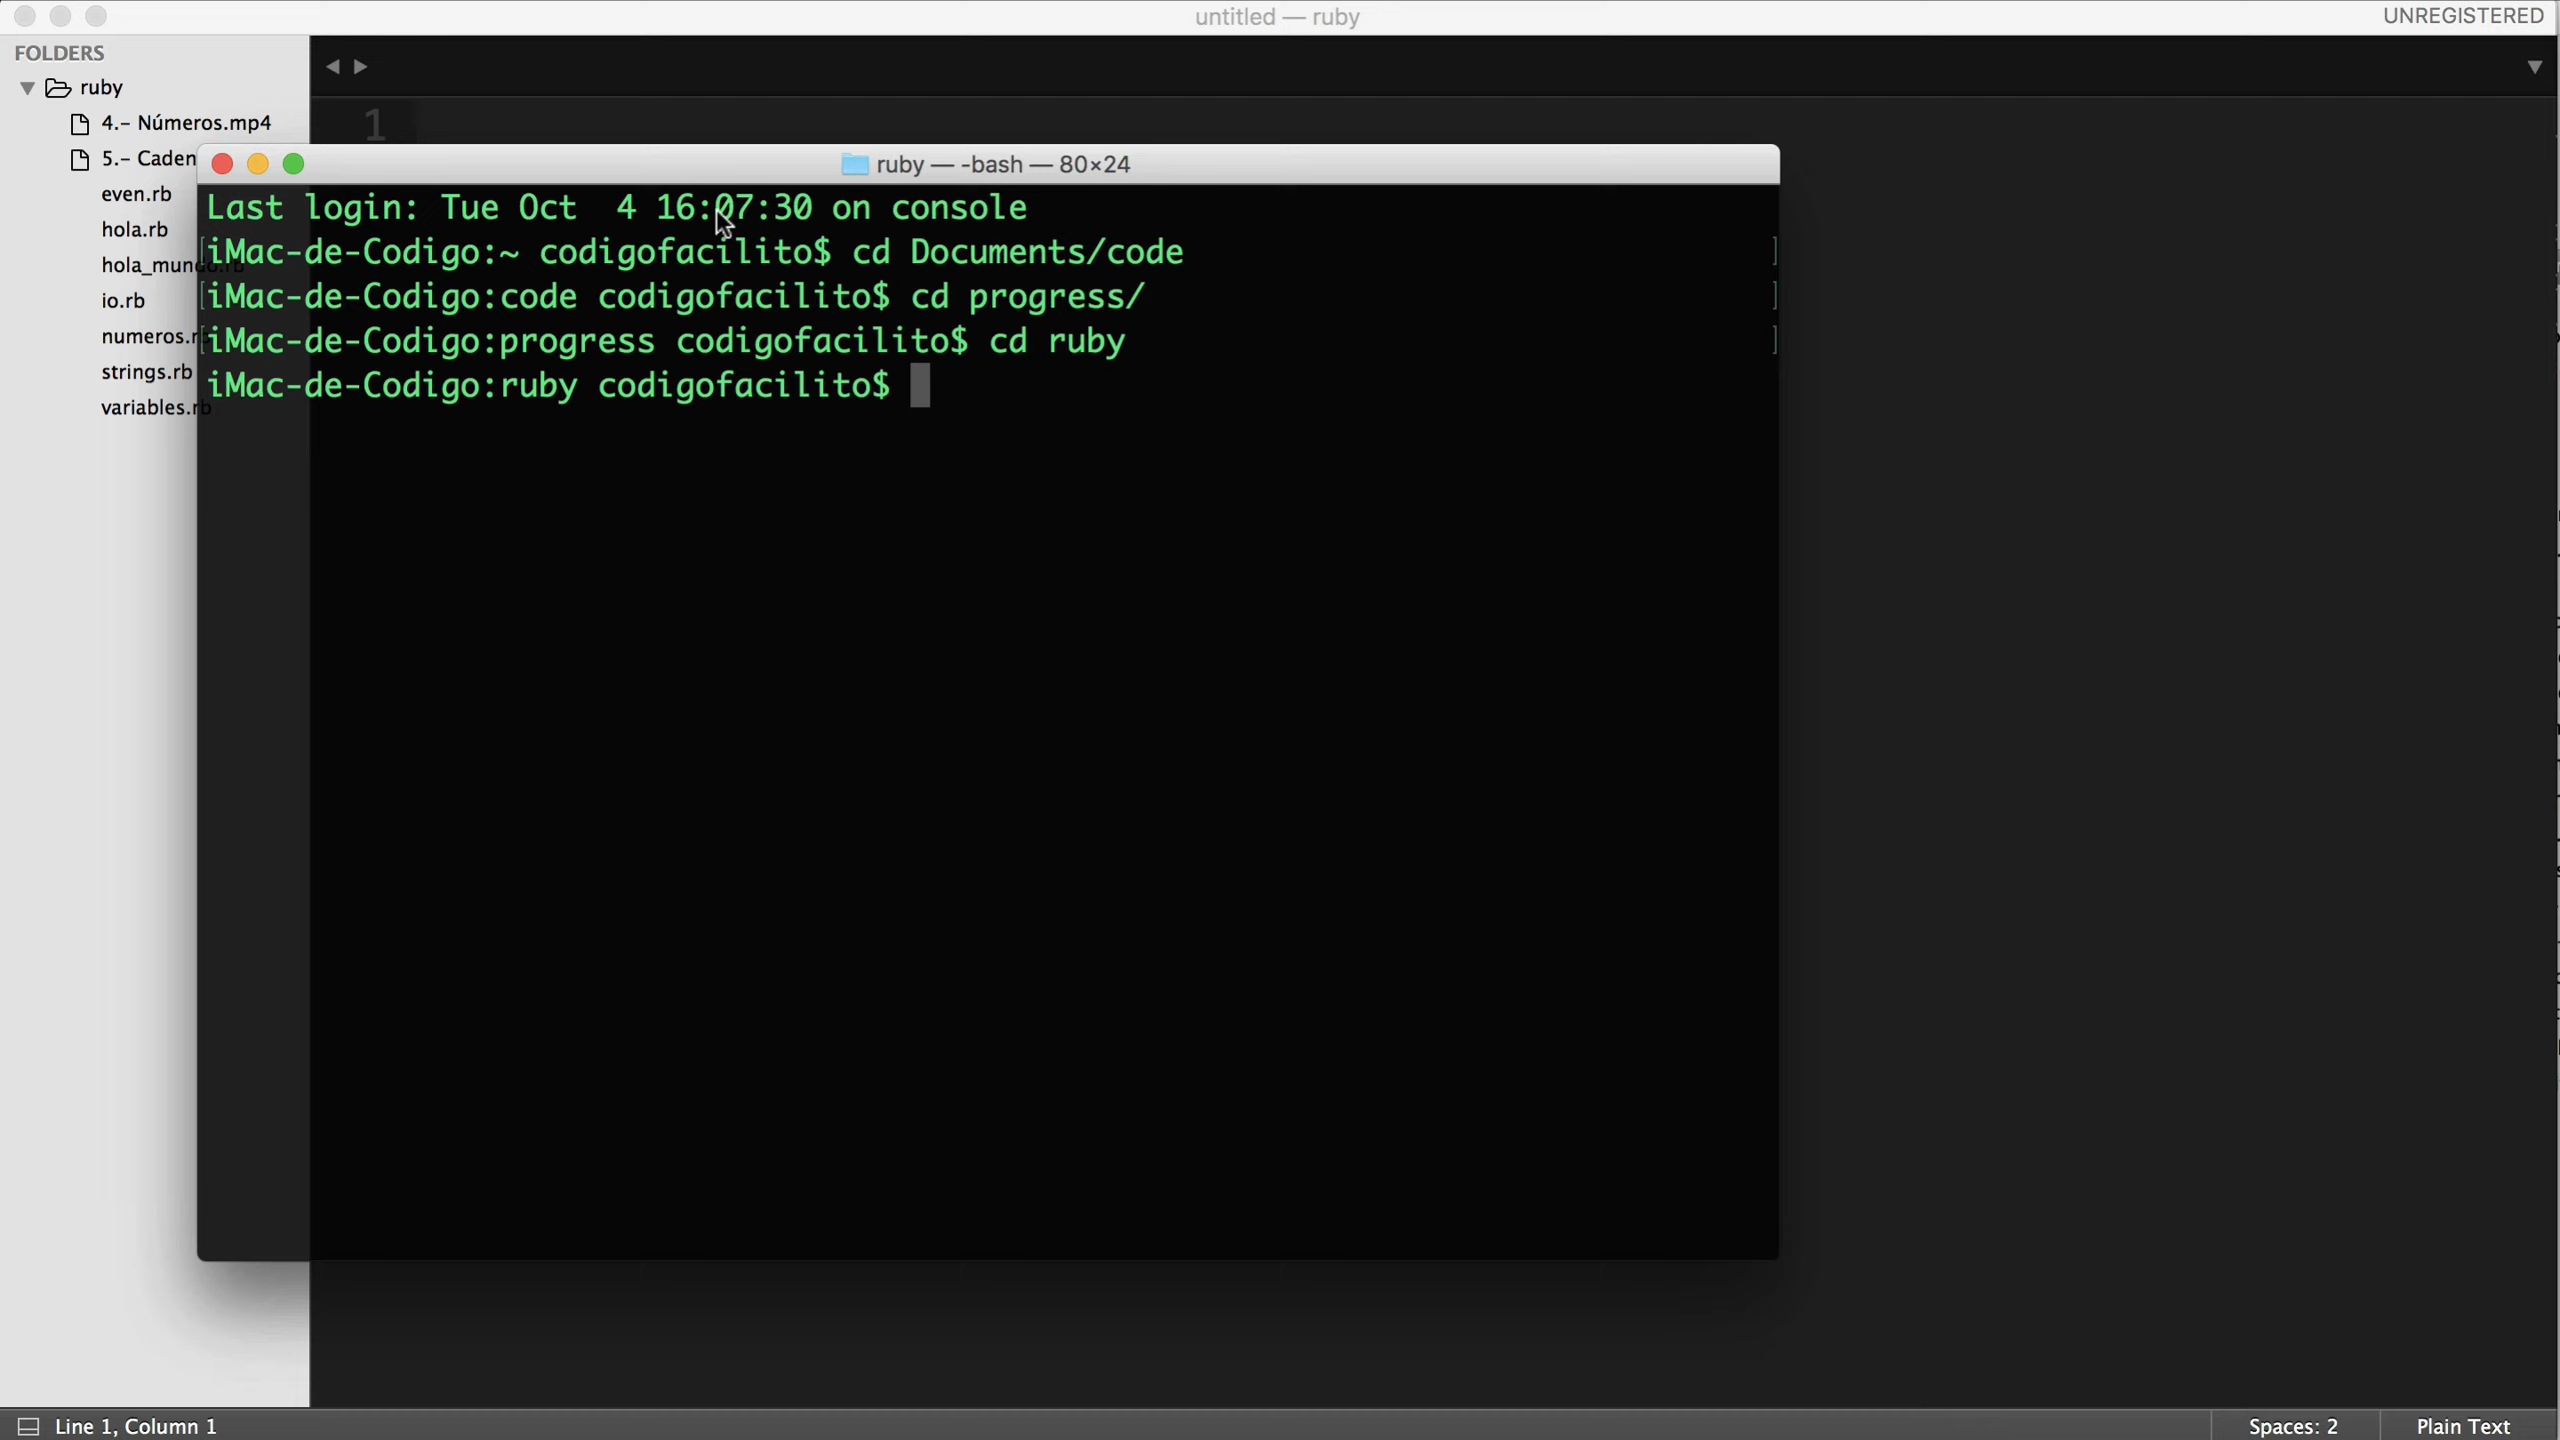 untitled — ruby
UNREGISTERED
FOLDERS
ruby
4.- Números.mp4
1
5.- Caden
even.rb
hola.rb
hola_mundo.rb
io.rb
numeros.r
strings.rb
variables.rb
ruby — -bash — 80×24
Last login: Tue Oct  4 16:07:30 on console
[iMac-de-Codigo:~ codigofacilito$ cd Documents/code ]
[iMac-de-Codigo:code codigofacilito$ cd progress/ ]
[iMac-de-Codigo:progress codigofacilito$ cd ruby ]
iMac-de-Codigo:ruby codigofacilito$
Line 1, Column 1
Spaces: 2
Plain Text